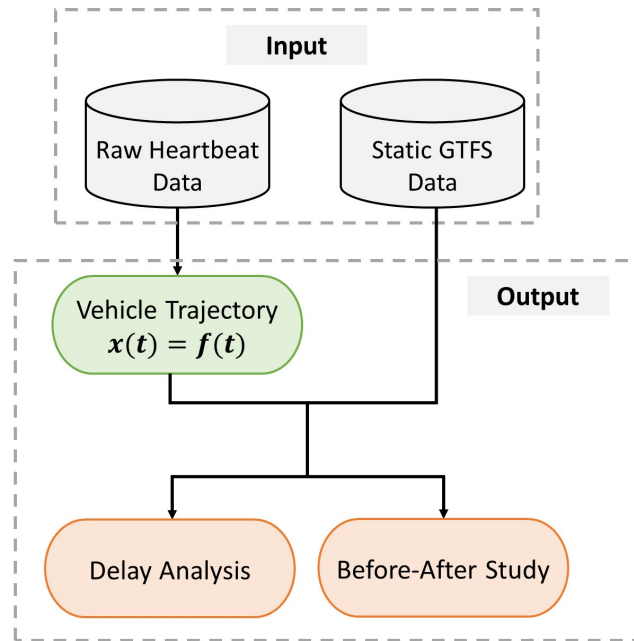 Input
Raw Heartbeat
Data
Static GTFS
Data
Output
Vehicle Trajectory
x(t) = f(t)
Delay Analysis
Before-After Study